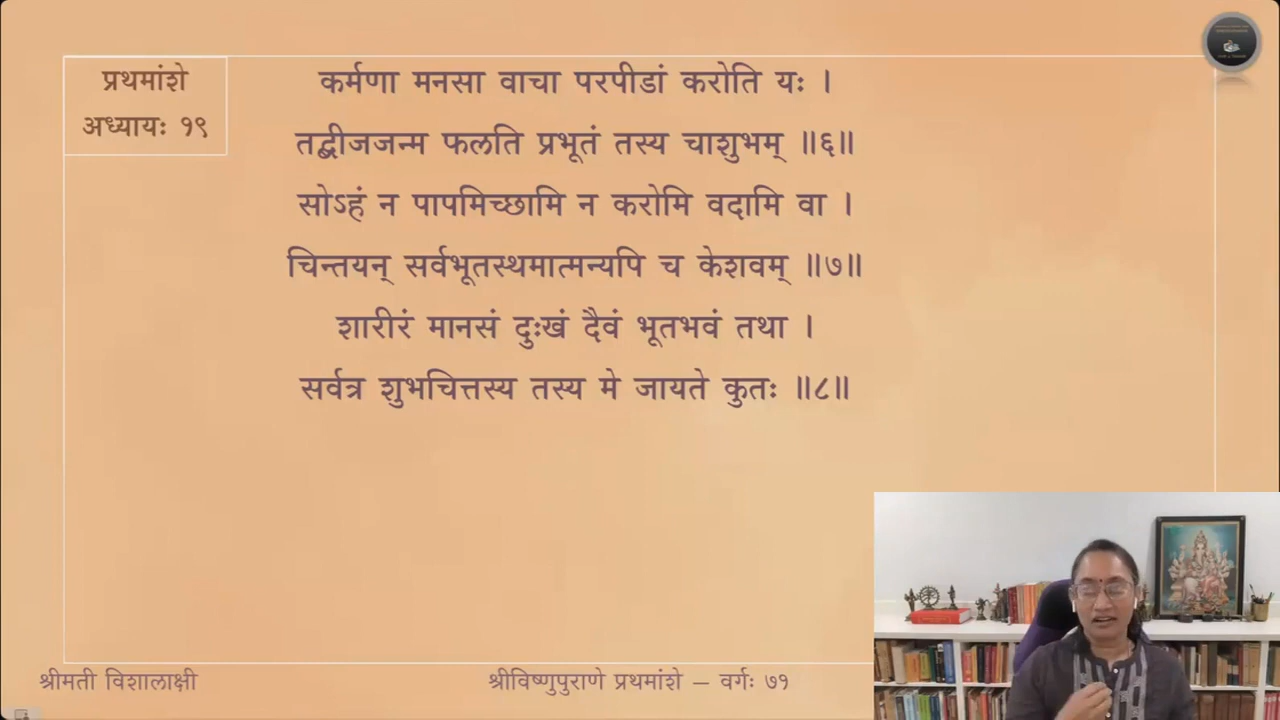 प्रथमांशे
अध्यायः १९
कर्मणा मनसा वाचा परपीडां करोति यः ।
तद्बीजजन्म फलति प्रभूतं तस्य चाशुभम् ॥६॥
सोऽहं न पापमिच्छामि न करोमि वदामि वा ।
चिन्तयन् सर्वभूतस्थमात्मन्यपि च केशवम् ॥७॥
शारीरं मानसं दुःखं दैवं भूतभवं तथा ।
सर्वत्र शुभचित्तस्य तस्य मे जायते कुतः ॥८॥
श्रीमती विशालाक्षी
श्रीविष्णुपुराणे प्रथमांशे – वर्गः ७१